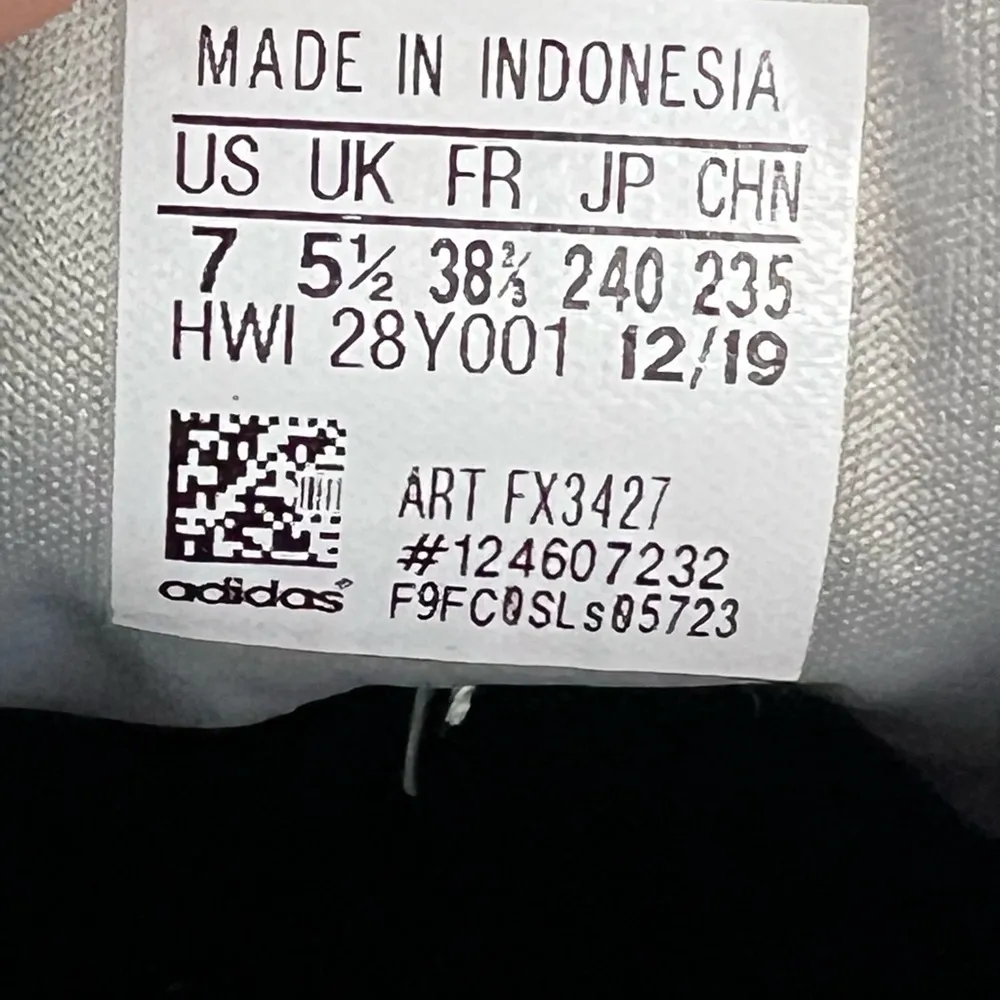 MADE IN INDONESIA
US UK FR JP CHN
7 5½ 38⅔ 240 235
HWI 28Y001 12/19
ART FX3427
#124607232
adidas F9FC0SLs05723